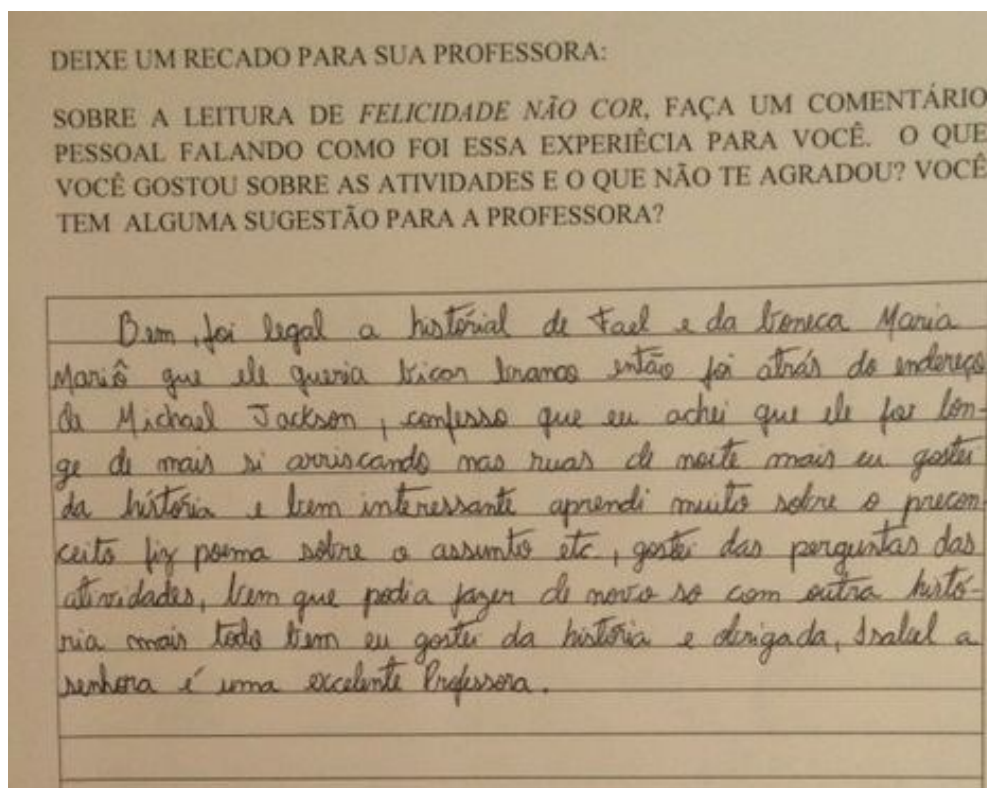 DEIXE UM RECADO PARA SUA PROFESSORA:
SOBRE A LEITURA DE FELICIDADE NÃO COR, FAÇA UM COMENTÁRIO
PESSOAL FALANDO COMO FOI ESSA EXPERIÊCIA PARA VOCÊ. O QUE
VOCÊ GOSTOU SOBRE AS ATIVIDADES E O QUE NÃO TE AGRADOU? VOCÊ
TEM ALGUMA SUGESTÃO PARA A PROFESSORA?
Bem, foi legal a historial de Fael e da boneca Maria
Mariô que ele queria bicar branco então foi atrás do endereço
de Michael Jackson, confesso que eu achei que ele foi lon-
ge de mais si arriscando nas ruas de noite mais eu gostei
da história e bem interessante aprendi muito sobre o precon-
ceito fiz poema sobre o assunto etc, gostei das perguntas das
atividades, bem que podia fazer de novo so com outra histó-
ria mais todo bem eu gostei da história e obrigada, Isabel a
senhora é uma excelente Professora.